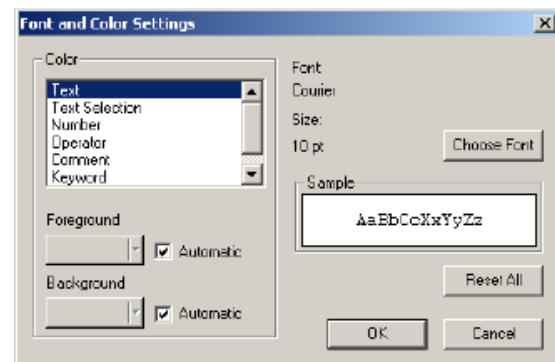 Font and Color Settings
Color
Text
Text Selection
Number
Operator
Comment
Keyword
Foreground
Automatic
Background
Automatic
Font
Courier
Size:
10 pt
Choose Font
Sample
AaBbCcXxYyZz
Reset All
OK
Cancel